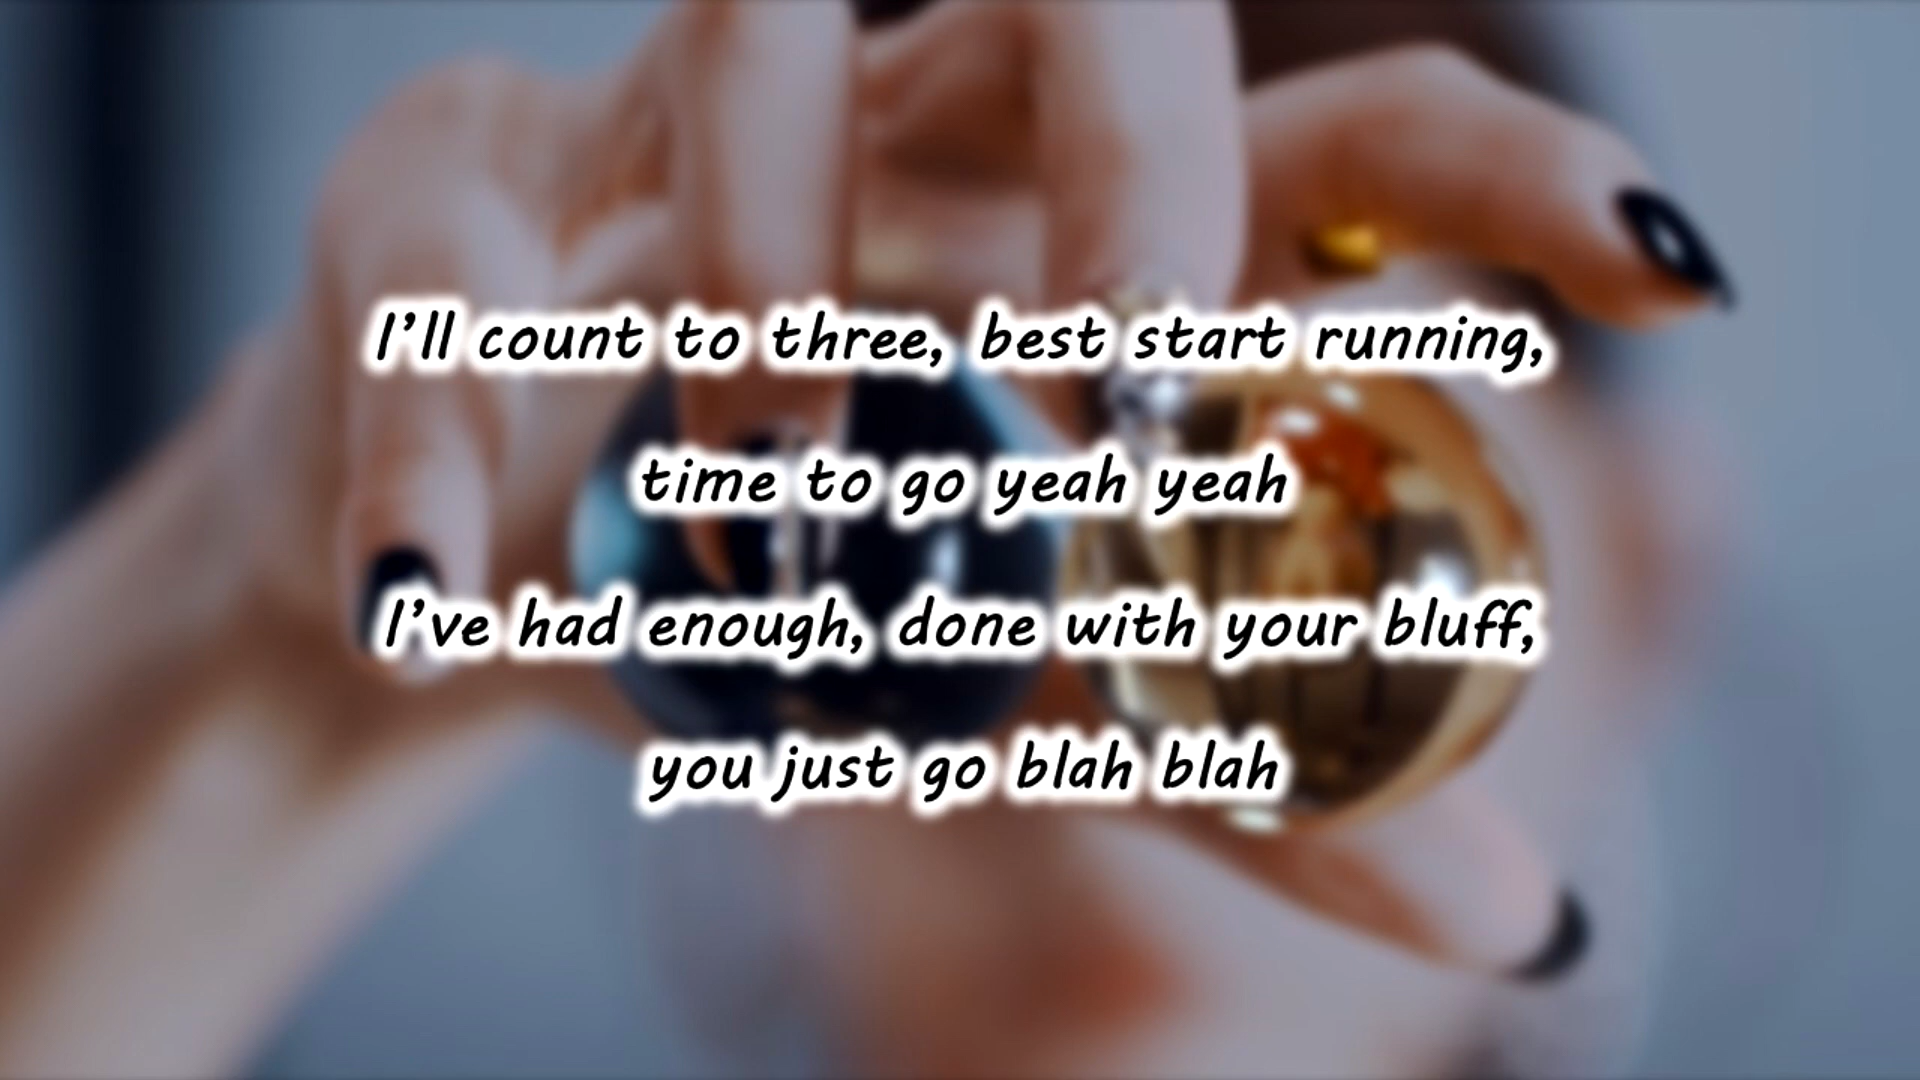 I’ll count to three, best start running,
time to go yeah yeah
I’ve had enough, done with your bluff,
you just go blah blah